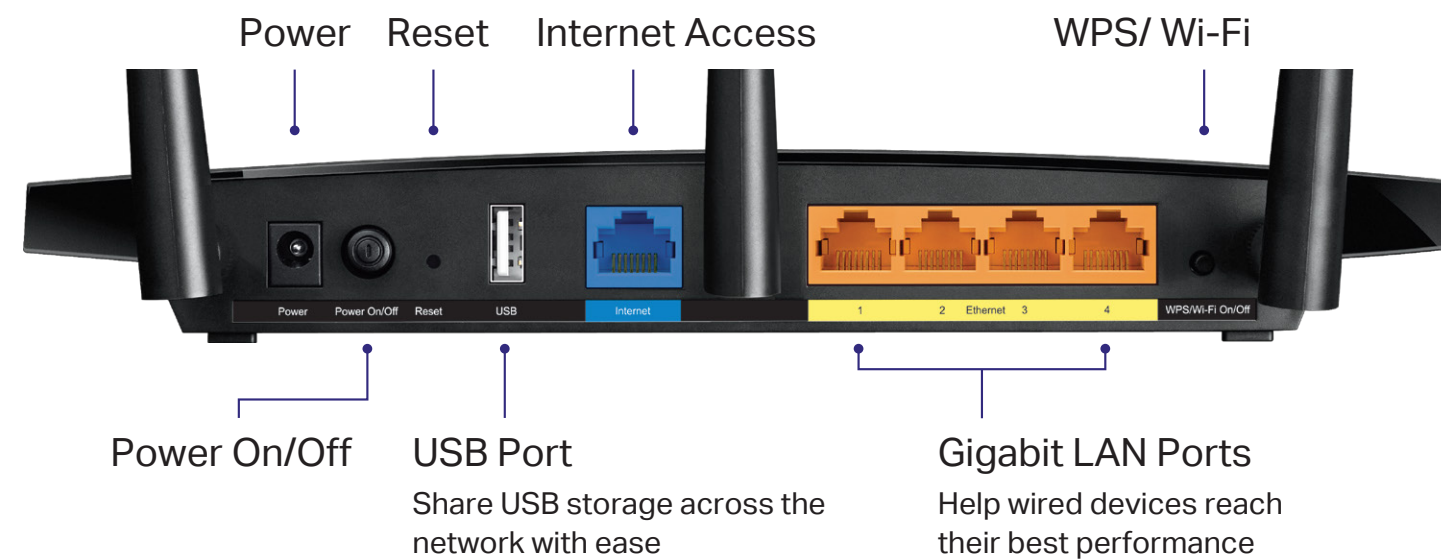 Power Reset Internet Access WPS/ Wi-Fi
Power Power On/Off Reset USB Internet 1 2 Ethernet 3 4 WPS/Wi-Fi On/Off
Power On/Off
USB Port
Share USB storage across the
network with ease
Gigabit LAN Ports
Help wired devices reach
their best performance